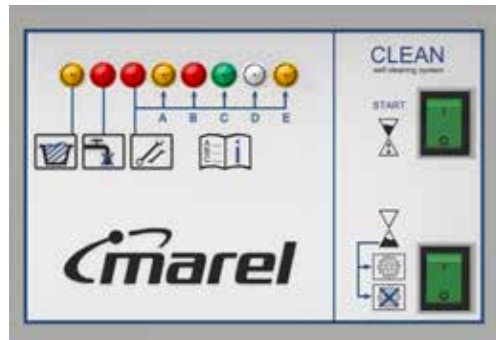 CLEAN
self cleaning system
START
A B C D E
i
marel
I
O
I
O